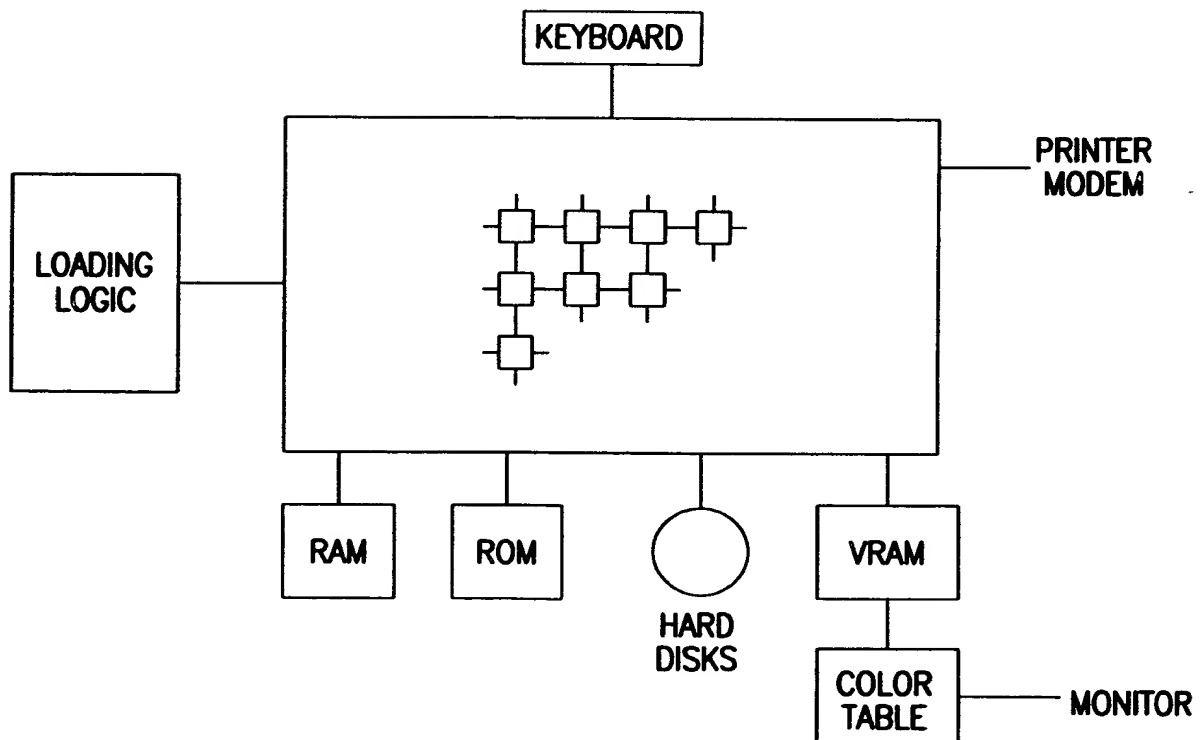 KEYBOARD
PRINTER
MODEM
LOADING
LOGIC
RAM
ROM
VRAM
HARD
DISKS
COLOR
TABLE
MONITOR